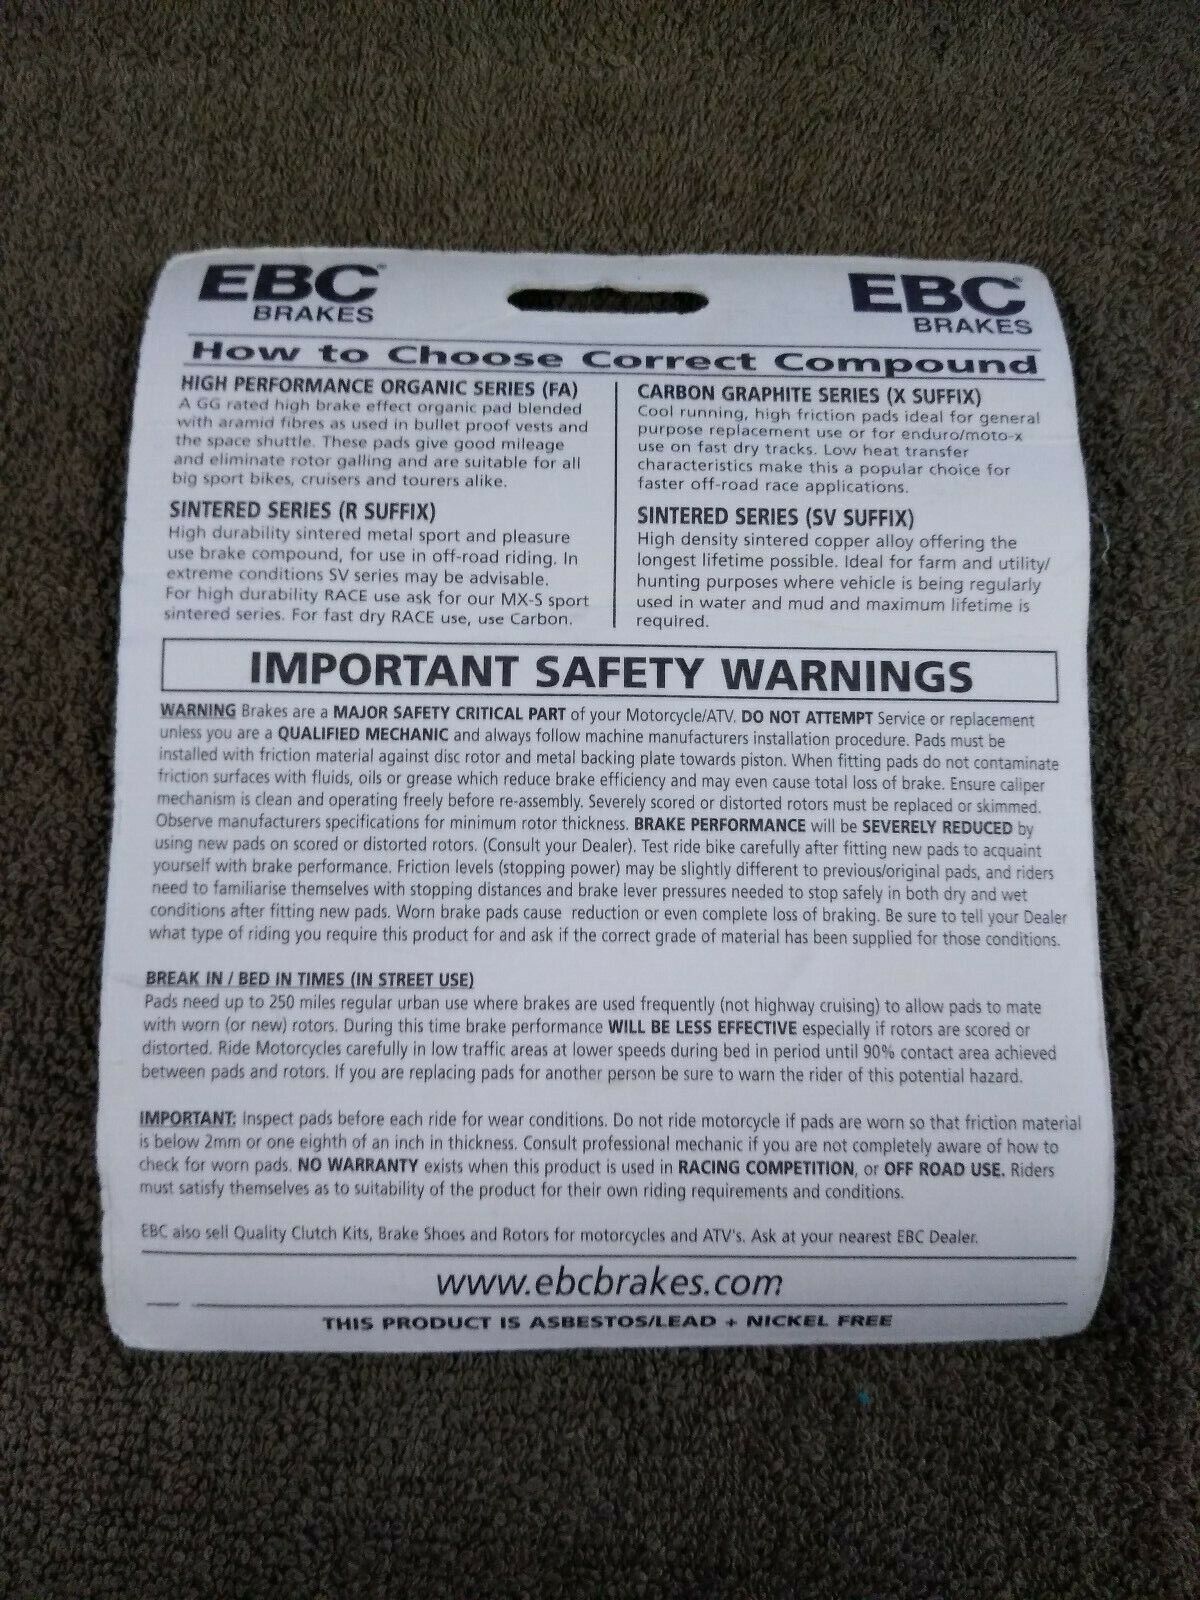 EBC BRAKES
EBC BRAKES
How to Choose Correct Compound
HIGH PERFORMANCE ORGANIC SERIES (FA)
A GG rated high brake effect organic pad blended
with aramid fibres as used in bullet proof vests and
the space shuttle. These pads give good mileage
and eliminate rotor galling and are suitable for all
big sport bikes, cruisers and tourers alike.
SINTERED SERIES (R SUFFIX)
High durability sintered metal sport and pleasure
use brake compound, for use in off-road riding. In
extreme conditions SV series may be advisable.
For high durability RACE use ask for our MX-S sport
sintered series. For fast dry RACE use, use Carbon.
CARBON GRAPHITE SERIES (X SUFFIX)
Cool running, high friction pads ideal for general
purpose replacement use or for enduro/moto-x
use on fast dry tracks. Low heat transfer
characteristics make this a popular choice for
faster off-road race applications.
SINTERED SERIES (SV SUFFIX)
High density sintered copper alloy offering the
longest lifetime possible. Ideal for farm and utility/
hunting purposes where vehicle is being regularly
used in water and mud and maximum lifetime is
required.
IMPORTANT SAFETY WARNINGS
WARNING Brakes are a MAJOR SAFETY CRITICAL PART of your Motorcycle/ATV. DO NOT ATTEMPT Service or replacement
unless you are a QUALIFIED MECHANIC and always follow machine manufacturers installation procedure. Pads must be
installed with friction material against disc rotor and metal backing plate towards piston. When fitting pads do not contaminate
friction surfaces with fluids, oils or grease which reduce brake efficiency and may even cause total loss of brake. Ensure caliper
mechanism is clean and operating freely before re-assembly. Severely scored or distorted rotors must be replaced or skimmed.
Observe manufacturers specifications for minimum rotor thickness. BRAKE PERFORMANCE will be SEVERELY REDUCED by
using new pads on scored or distorted rotors. (Consult your Dealer). Test ride bike carefully after fitting new pads to acquaint
yourself with brake performance. Friction levels (stopping power) may be slightly different to previous/original pads, and riders
need to familiarise themselves with stopping distances and brake lever pressures needed to stop safely in both dry and wet
conditions after fitting new pads. Worn brake pads cause reduction or even complete loss of braking. Be sure to tell your Dealer
what type of riding you require this product for and ask if the correct grade of material has been supplied for those conditions.
BREAK IN / BED IN TIMES (IN STREET USE)
Pads need up to 250 miles regular urban use where brakes are used frequently (not highway cruising) to allow pads to mate
with worn (or new) rotors. During this time brake performance WILL BE LESS EFFECTIVE especially if rotors are scored or
distorted. Ride Motorcycles carefully in low traffic areas at lower speeds during bed in period until 90% contact area achieved
between pads and rotors. If you are replacing pads for another person be sure to warn the rider of this potential hazard.
IMPORTANT: Inspect pads before each ride for wear conditions. Do not ride motorcycle if pads are worn so that friction material
is below 2mm or one eighth of an inch in thickness. Consult professional mechanic if you are not completely aware of how to
check for worn pads. NO WARRANTY exists when this product is used in RACING COMPETITION, or OFF ROAD USE. Riders
must satisfy themselves as to suitability of the product for their own riding requirements and conditions.
EBC also sell Quality Clutch Kits, Brake Shoes and Rotors for motorcycles and ATV's. Ask at your nearest EBC Dealer.
www.ebcbrakes.com
THIS PRODUCT IS ASBESTOS/LEAD + NICKEL FREE